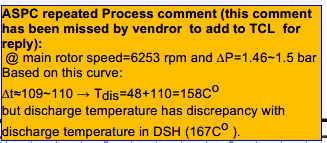 ASPC repeated Process comment (this comment
has been missed by vendror  to add to TCL  for
reply):
@ main rotor speed=6253 rpm and ΔP=1.46~1.5 bar
Based on this curve:
Δt≈109~110 → Tdis=48+110=158Cº
but discharge temperature has discrepancy with
discharge temperature in DSH (167Cº ).